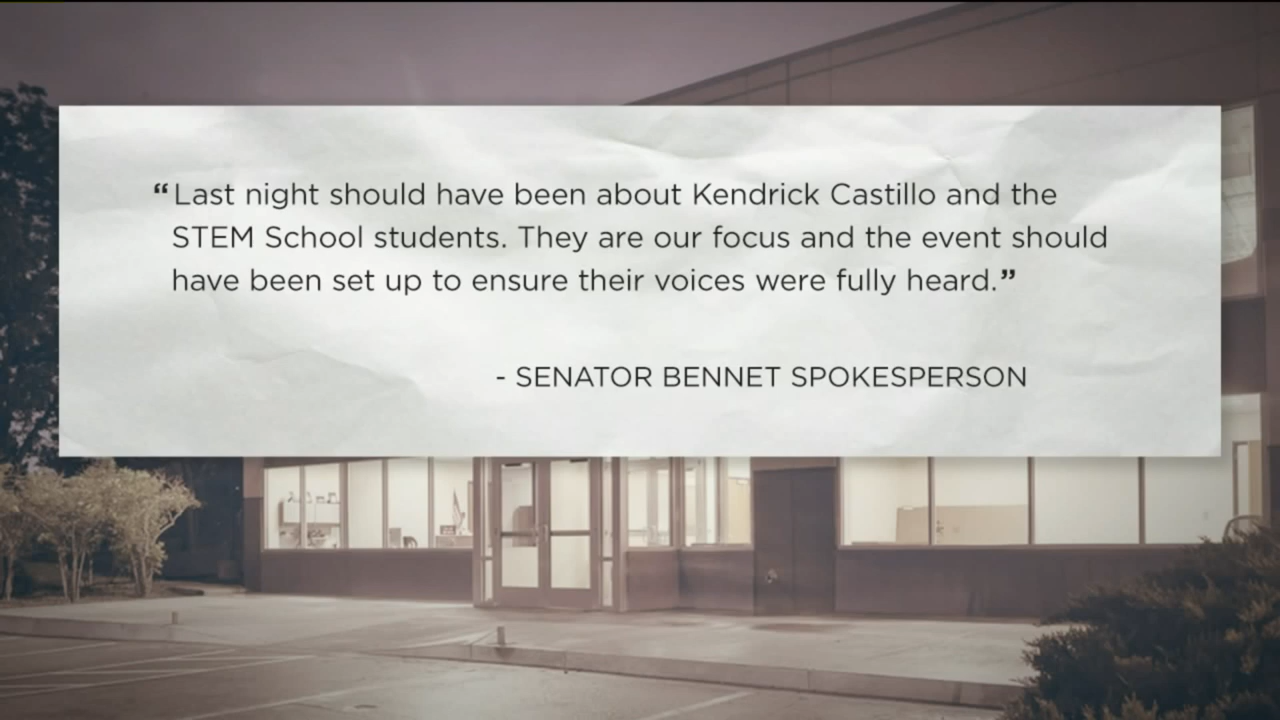 “Last night should have been about Kendrick Castillo and the
STEM School students. They are our focus and the event should
have been set up to ensure their voices were fully heard.”
- SENATOR BENNET SPOKESPERSON